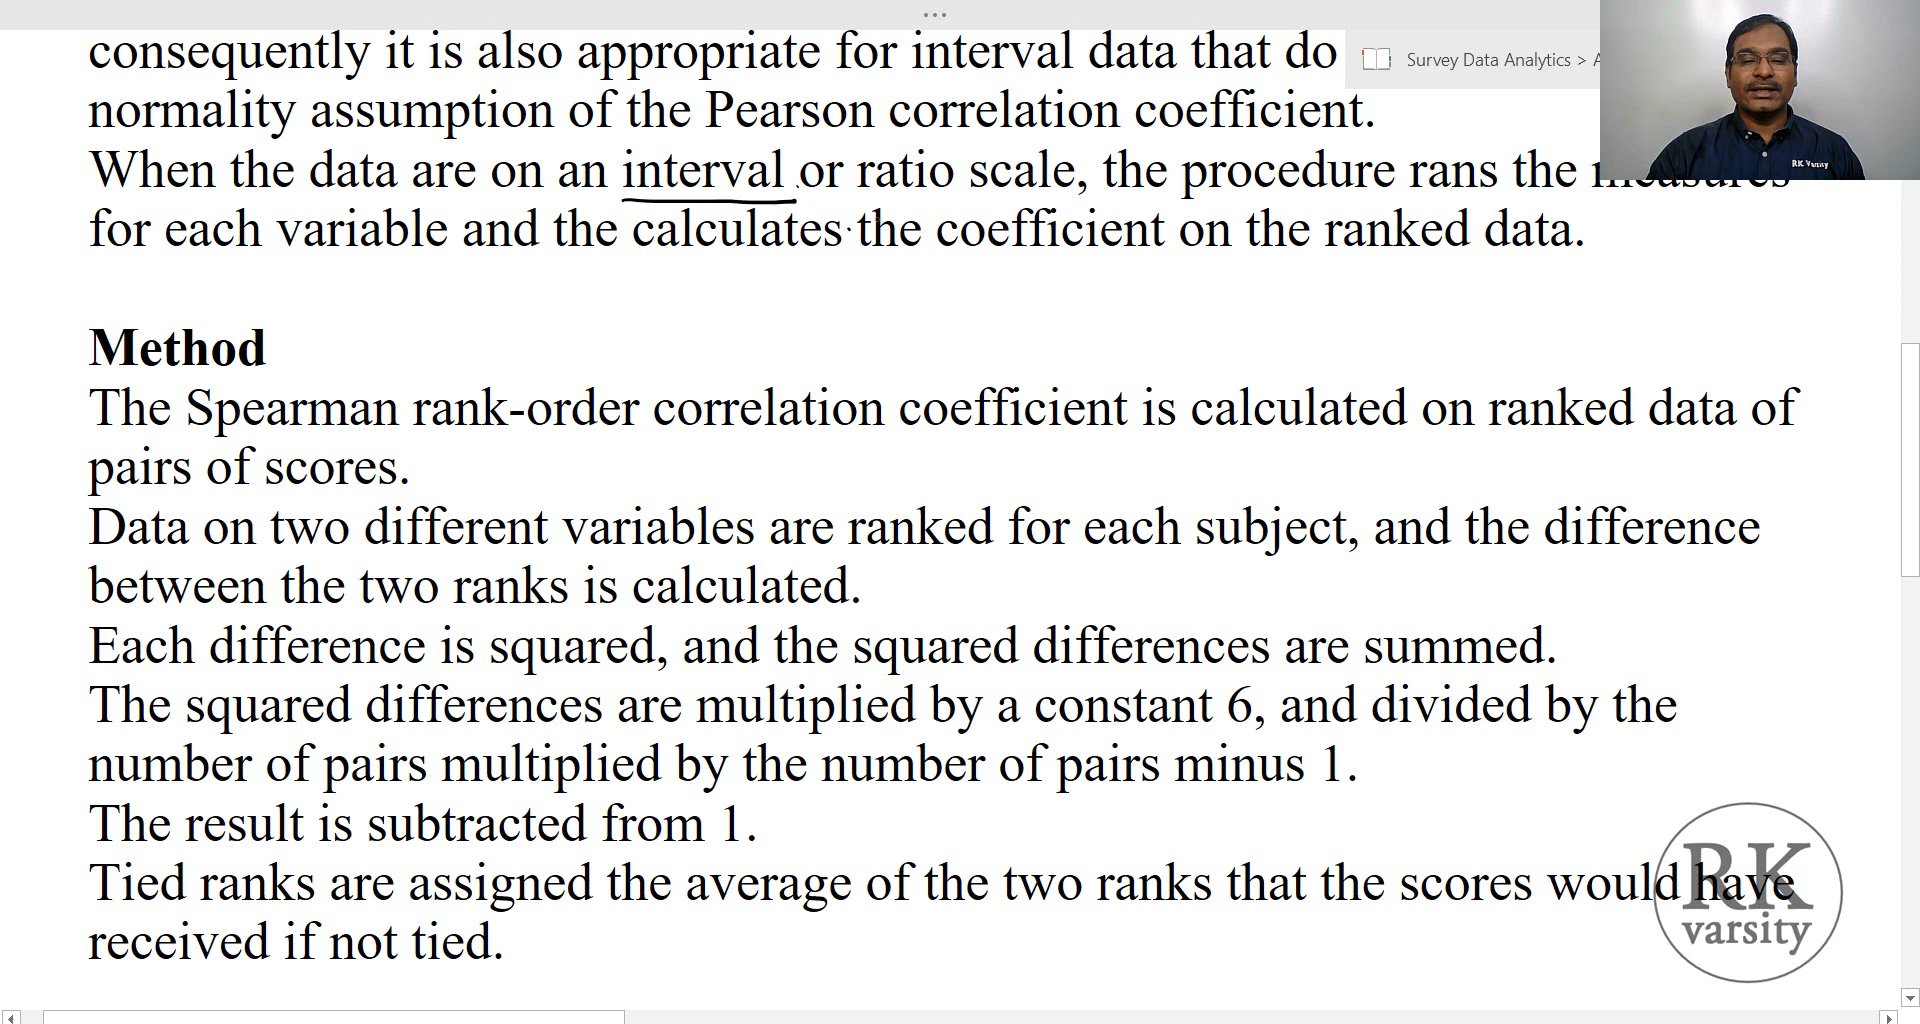 consequently it is also appropriate for interval data that do
Survey Data Analytics > A
normality assumption of the Pearson correlation coefficient.
RK Varsity
When the data are on an interval or ratio scale, the procedure rans the measures
for each variable and the calculates the coefficient on the ranked data.
Method
The Spearman rank-order correlation coefficient is calculated on ranked data of
pairs of scores.
Data on two different variables are ranked for each subject, and the difference
between the two ranks is calculated.
Each difference is squared, and the squared differences are summed.
The squared differences are multiplied by a constant 6, and divided by the
number of pairs multiplied by the number of pairs minus 1.
The result is subtracted from 1.
Tied ranks are assigned the average of the two ranks that the scores would have
received if not tied.
RK
varsity